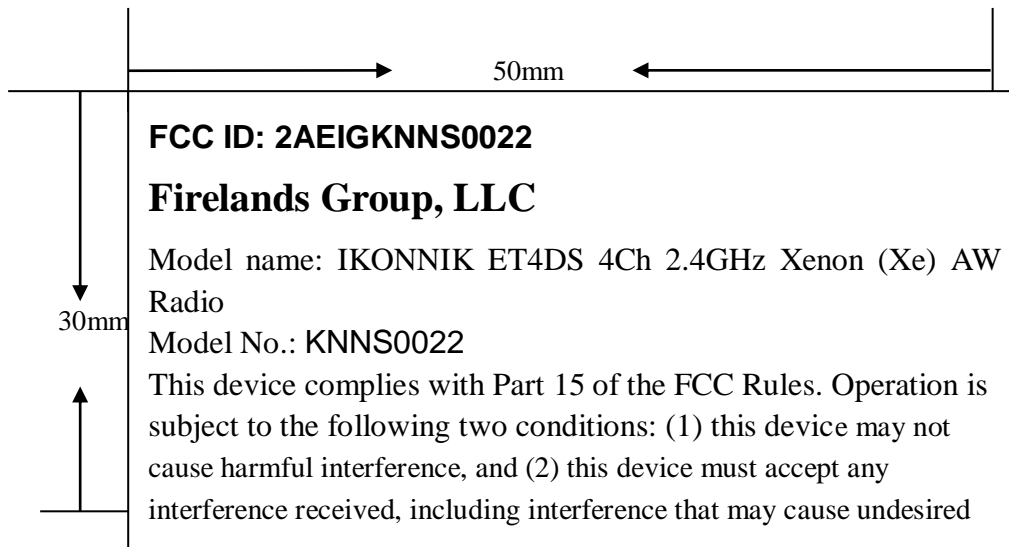 50mm
FCC ID: 2AEIGKNNS0022
Firelands Group, LLC
Model name: IKONNIK ET4DS 4Ch 2.4GHz Xenon (Xe) AW
Radio
30mm
Model No.: KNNS0022
This device complies with Part 15 of the FCC Rules. Operation is
subject to the following two conditions: (1) this device may not
cause harmful interference, and (2) this device must accept any
interference received, including interference that may cause undesired